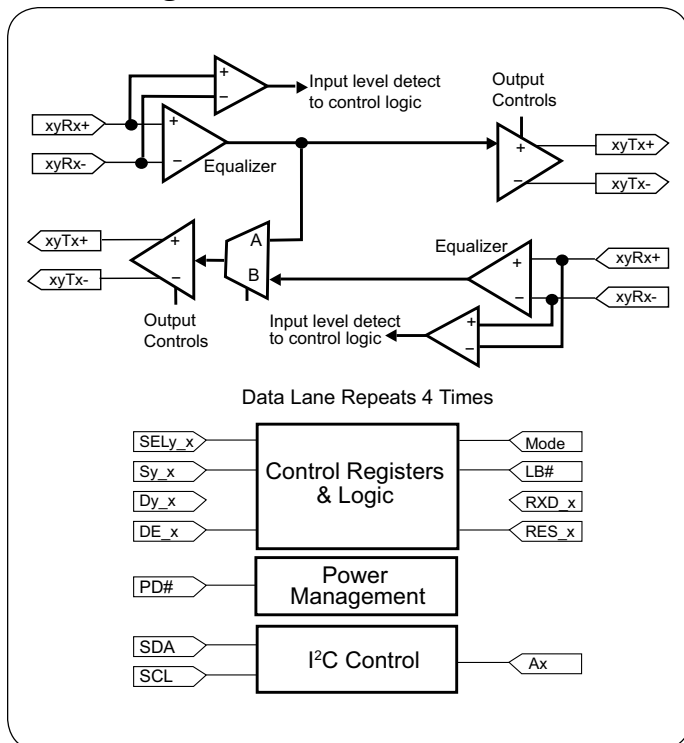 Input level detect
to control logic
Output
Controls
xyRx+
xyRx-
+
−
+
−
Equalizer
+
−
xyTx+
xyTx-
xyTx+
xyTx-
+
−
A
B
Equalizer
+
−
xyRx+
xyRx-
Output
Controls
Input level detect
to control logic
+
−
Data Lane Repeats 4 Times
SELy_x
Sy_x
Dy_x
DE_x
Control Registers
& Logic
Mode
LB#
RXD_x
RES_x
PD#
Power
Management
SDA
SCL
I²C Control
Ax